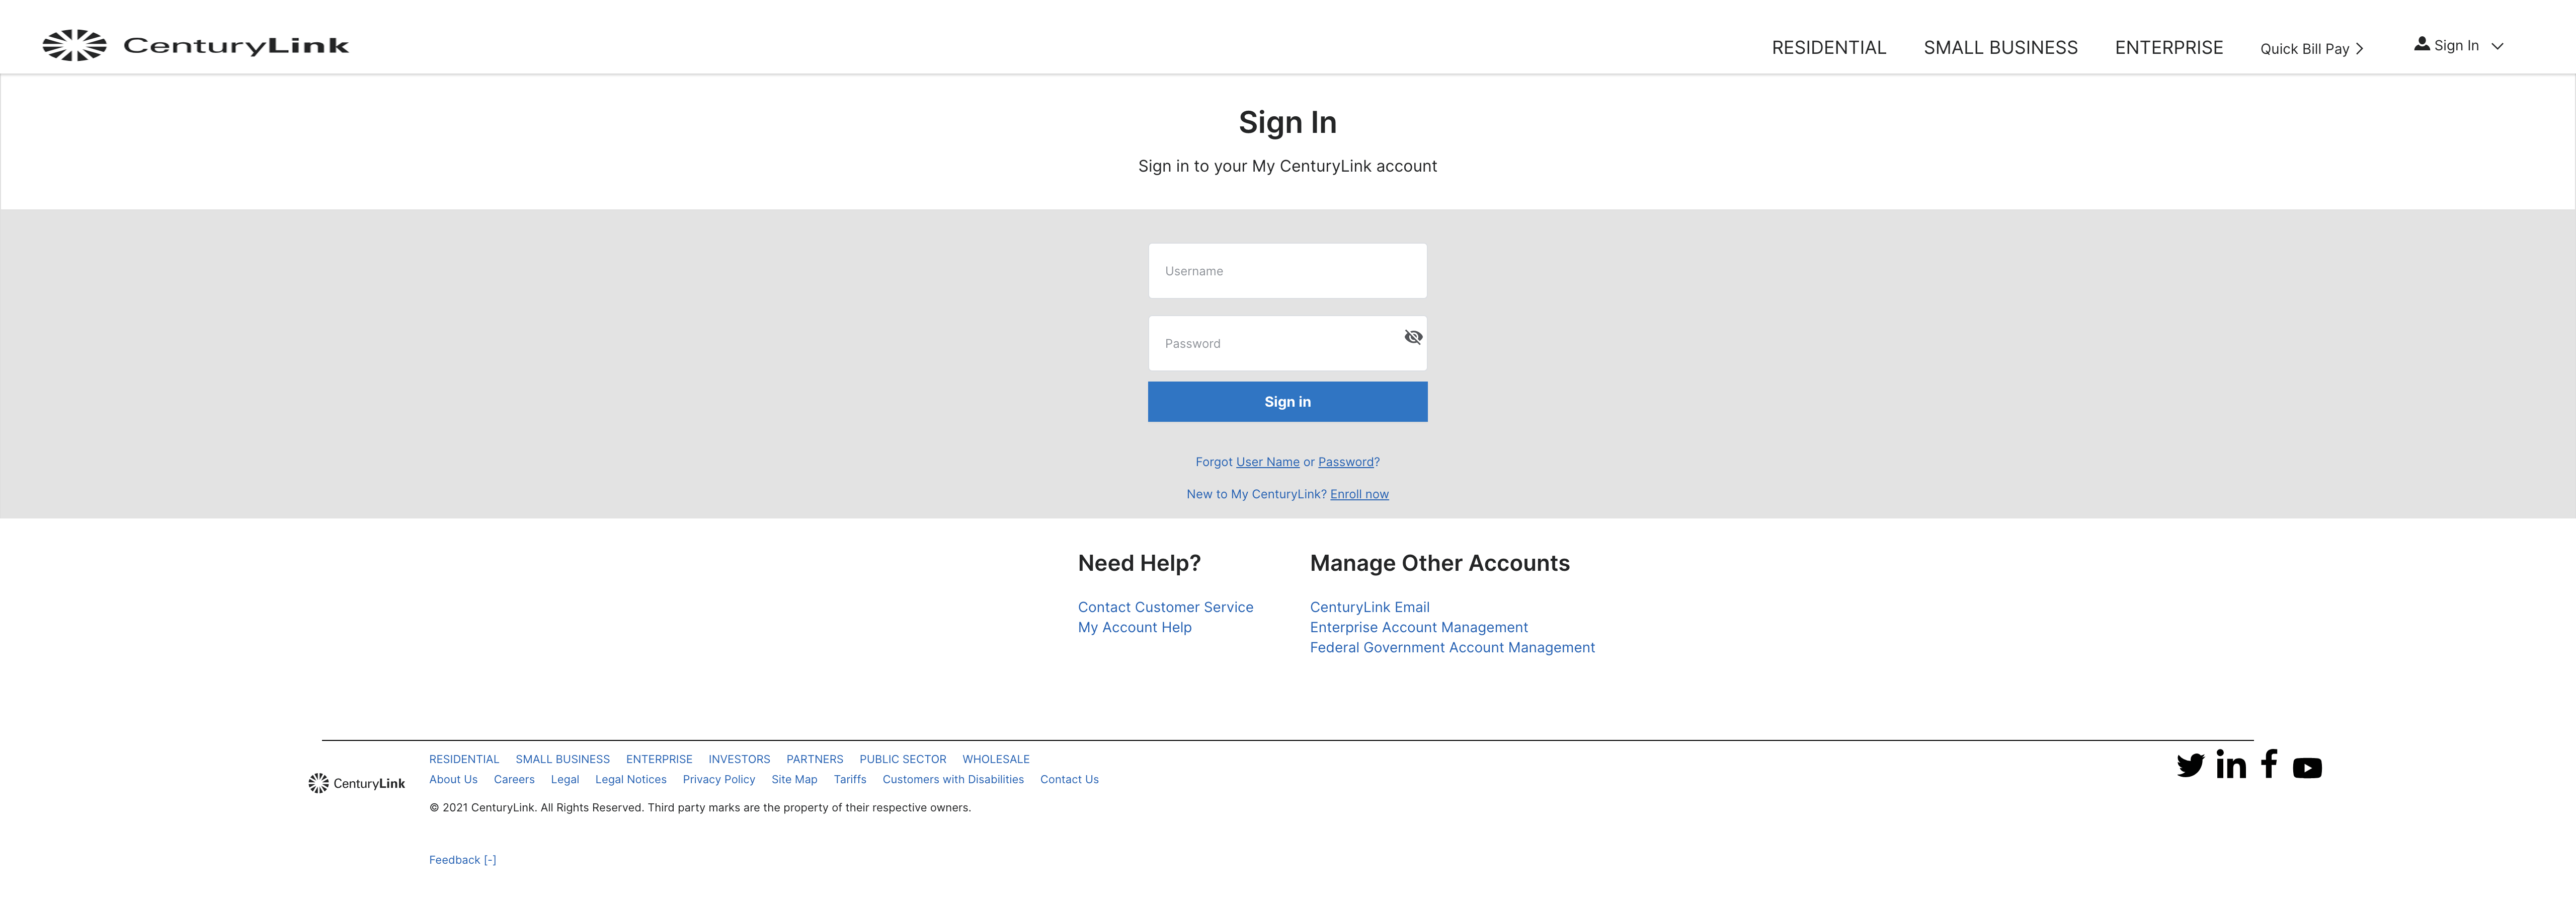 CenturyLink
RESIDENTIAL SMALL BUSINESS ENTERPRISE Quick Bill Pay Sign In
Sign In
Sign in to your My CenturyLink account
Username
Password
Sign in
Forgot User Name or Password?
New to My CenturyLink? Enroll now
Need Help?
Contact Customer Service
My Account Help
Manage Other Accounts
CenturyLink Email
Enterprise Account Management
Federal Government Account Management
CenturyLink
RESIDENTIAL SMALL BUSINESS ENTERPRISE INVESTORS PARTNERS PUBLIC SECTOR WHOLESALE
About Us Careers Legal Legal Notices Privacy Policy Site Map Tariffs Customers with Disabilities Contact Us
© 2021 CenturyLink. All Rights Reserved. Third party marks are the property of their respective owners.
Feedback [-]
in